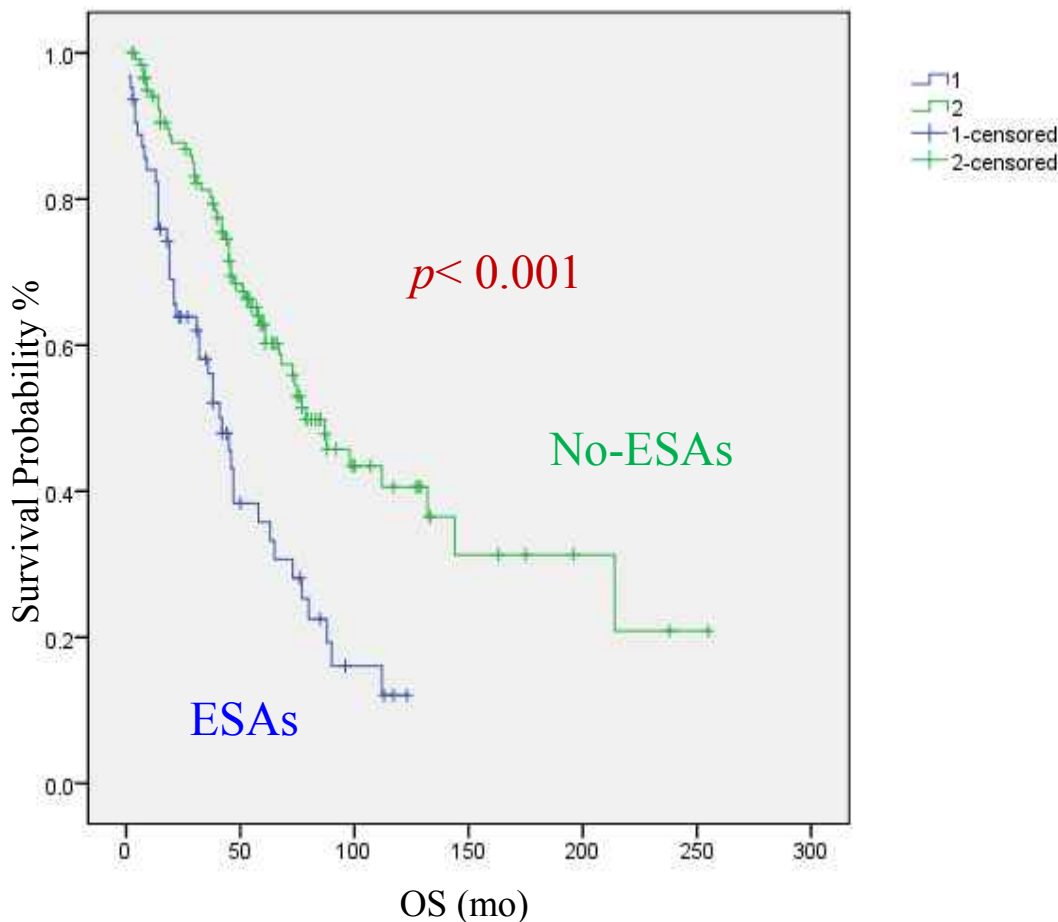 1.0
0.8
0.6
0.4
0.2
0.0
Survival Probability %
p< 0.001
No-ESAs
ESAs
0 50 100 150 200 250 300
OS (mo)
1
2
1-censored
2-censored